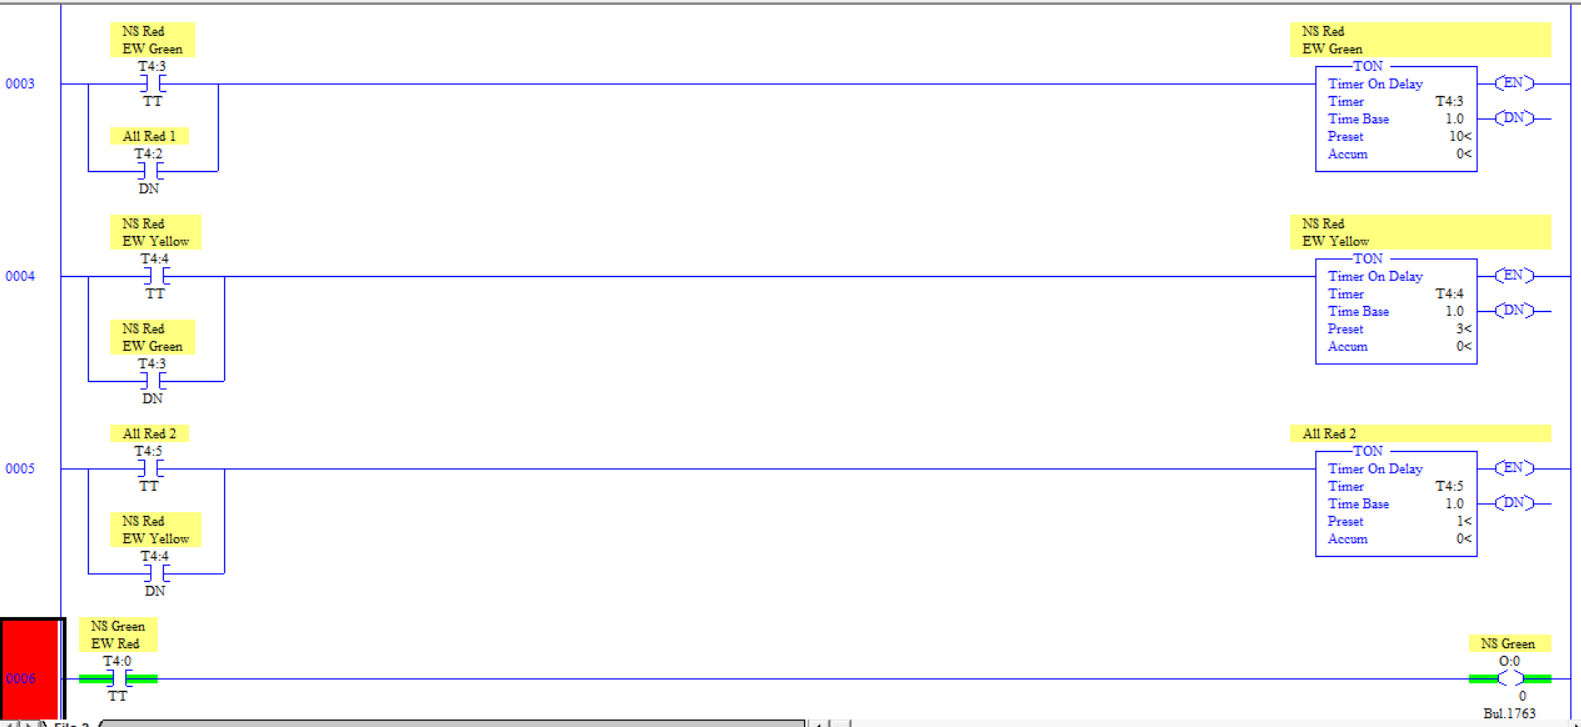 NS Red
EW Green
T4:3
TT
0003
All Red 1
T4:2
DN
NS Red
EW Green
TON
Timer On Delay
Timer T4:3
Time Base 1.0
Preset 10<
Accum 0<
EN
DN
NS Red
EW Yellow
T4:4
TT
0004
NS Red
EW Green
T4:3
DN
NS Red
EW Yellow
TON
Timer On Delay
Timer T4:4
Time Base 1.0
Preset 3<
Accum 0<
EN
DN
All Red 2
T4:5
TT
0005
NS Red
EW Yellow
T4:4
DN
All Red 2
TON
Timer On Delay
Timer T4:5
Time Base 1.0
Preset 1<
Accum 0<
EN
DN
NS Green
EW Red
T4:0
TT
0006
NS Green
O:0
0
Bul.1763